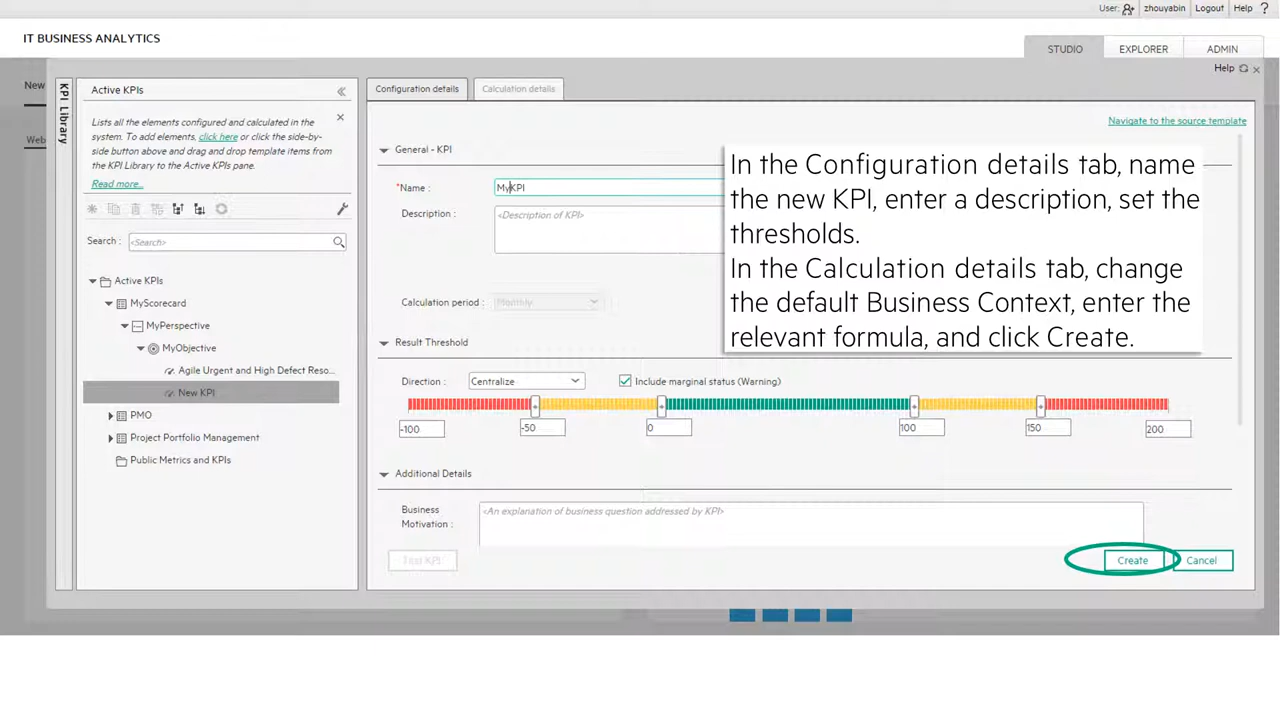 User: zhouyabin Logout Help ?
IT BUSINESS ANALYTICS
STUDIO EXPLORER ADMIN
Help
New
Web
KPI Library
Active KPIs
Lists all the elements configured and calculated in the
system. To add elements, click here or click the side-by-
side button above and drag and drop template items from
the KPI Library to the Active KPIs pane.
Read more...
Search : <Search>
Active KPIs
MyScorecard
MyPerspective
MyObjective
Agile Urgent and High Defect Reso...
New KPI
PMO
Project Portfolio Management
Public Metrics and KPIs
Configuration details Calculation details
Navigate to the source template
General - KPI
*Name : MyKPI
Description : <Description of KPI>
Calculation period : Monthly
In the Configuration details tab, name
the new KPI, enter a description, set the
thresholds.
In the Calculation details tab, change
the default Business Context, enter the
relevant formula, and click Create.
Result Threshold
Direction : Centralize Include marginal status (Warning)
-100 -50 0 100 150 200
Additional Details
Business
Motivation :
<An explanation of business question addressed by KPI>
Test KPI Create Cancel